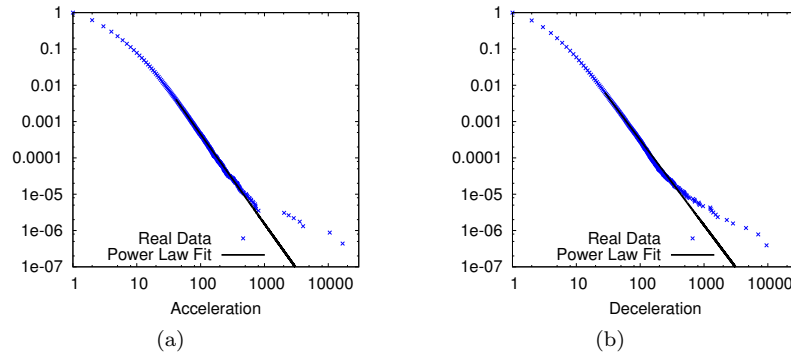 1
0.1
0.01
0.001
0.0001
1e-05
1e-06
1e-07
Real Data
Power Law Fit
1 10 100 1000 10000
Acceleration
(a)
1
0.1
0.01
0.001
0.0001
1e-05
1e-06
1e-07
Real Data
Power Law Fit
1 10 100 1000 10000
Deceleration
(b)